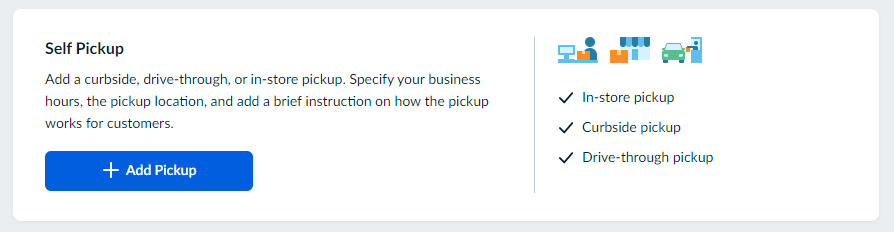 Self Pickup
Add a curbside, drive-through, or in-store pickup. Specify your business
hours, the pickup location, and add a brief instruction on how the pickup
works for customers.
Add Pickup
In-store pickup
Curbside pickup
Drive-through pickup